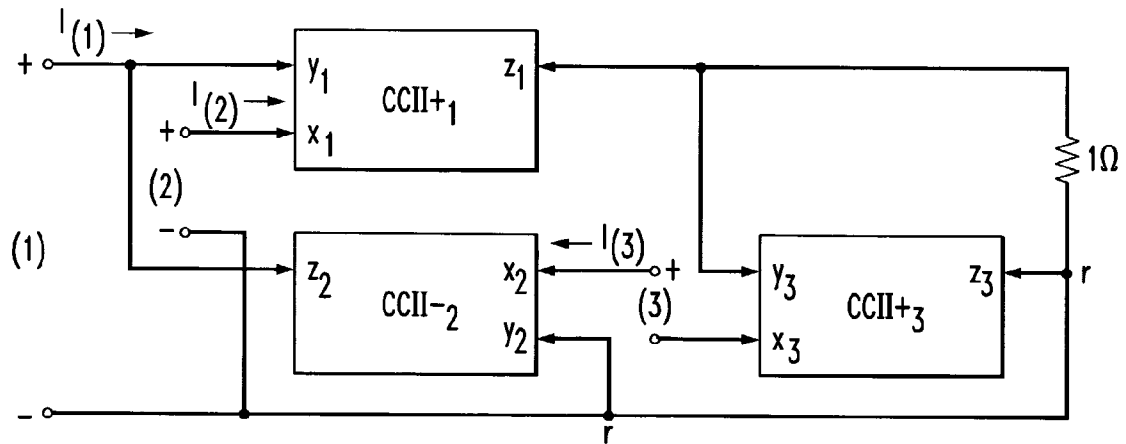 I(1) →
+
y1
z1
CCII+1
I(2) →
+
x1
1Ω
(2)
-
(1)
← I(3)
z2
x2
+
y3
z3
r
CCII-2
(3)
CCII+3
y2
x3
-
r